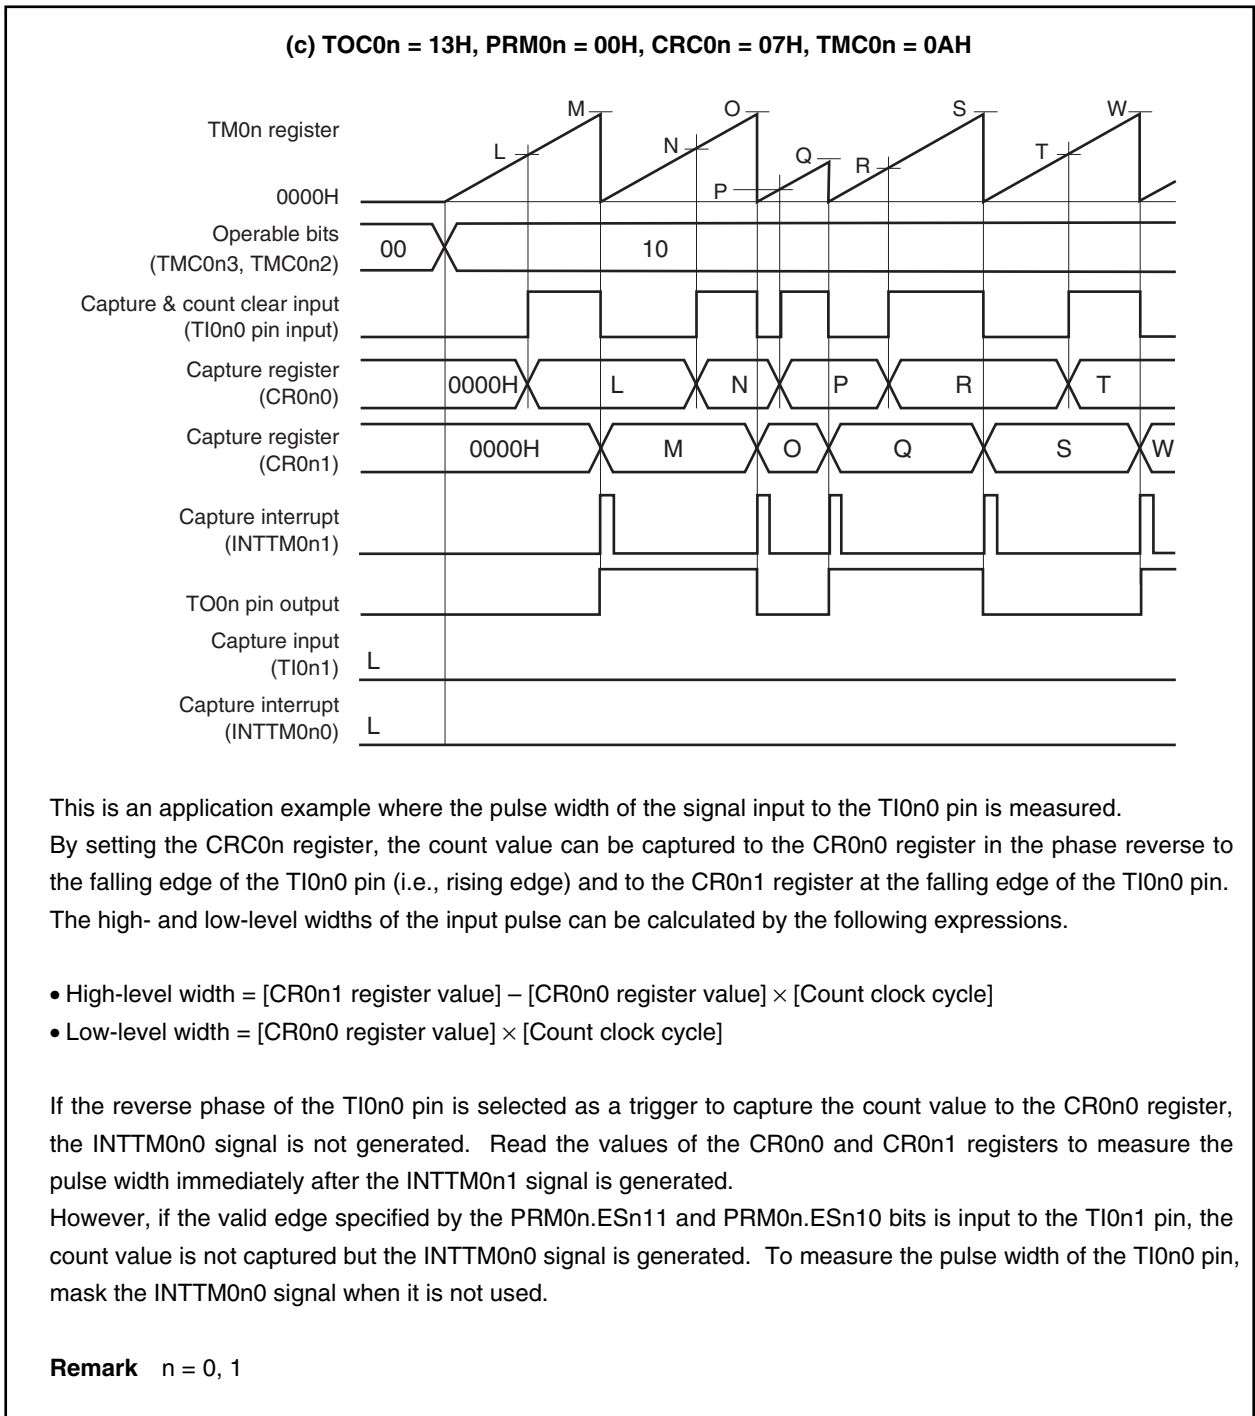 (c) TOC0n = 13H, PRM0n = 00H, CRC0n = 07H, TMC0n = 0AH
M O S W
TM0n register L N Q R T
P
0000H
Operable bits
(TMC0n3, TMC0n2) 00 10
Capture & count clear input
(TI0n0 pin input)
Capture register
(CR0n0) 0000H L N P R T
Capture register
(CR0n1) 0000H M O Q S W
Capture interrupt
(INTTM0n1)
TO0n pin output
Capture input
(TI0n1) L
Capture interrupt
(INTTM0n0) L
This is an application example where the pulse width of the signal input to the TI0n0 pin is measured.
By setting the CRC0n register, the count value can be captured to the CR0n0 register in the phase reverse to
the falling edge of the TI0n0 pin (i.e., rising edge) and to the CR0n1 register at the falling edge of the TI0n0 pin.
The high- and low-level widths of the input pulse can be calculated by the following expressions.
• High-level width = [CR0n1 register value] – [CR0n0 register value] × [Count clock cycle]
• Low-level width = [CR0n0 register value] × [Count clock cycle]
If the reverse phase of the TI0n0 pin is selected as a trigger to capture the count value to the CR0n0 register,
the INTTM0n0 signal is not generated. Read the values of the CR0n0 and CR0n1 registers to measure the
pulse width immediately after the INTTM0n1 signal is generated.
However, if the valid edge specified by the PRM0n.ESn11 and PRM0n.ESn10 bits is input to the TI0n1 pin, the
count value is not captured but the INTTM0n0 signal is generated. To measure the pulse width of the TI0n0 pin,
mask the INTTM0n0 signal when it is not used.
Remark n = 0, 1